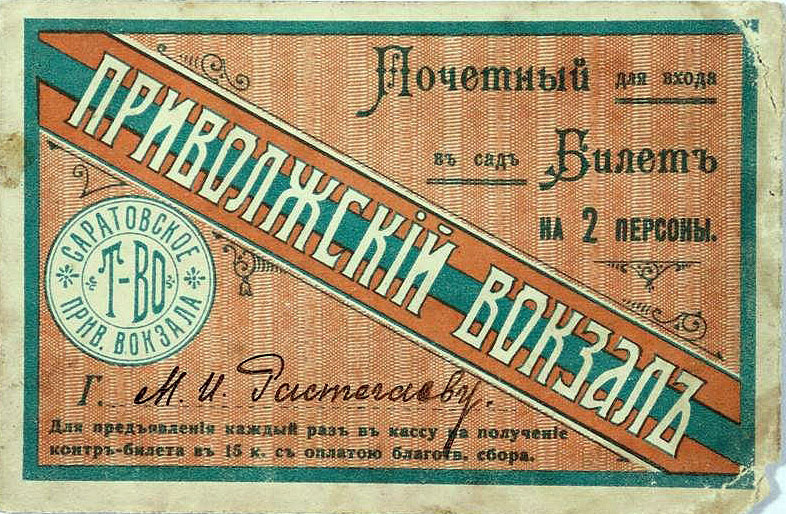 Почетный для входа
въ садъ Билетъ
НА 2 ПЕРСОНЫ.
ПРИВОЛЖСКІЙ ВОКЗАЛЪ
САРАТОВСКОЕ
Т-ВО
ПРИВ. ВОКЗАЛА
Г. М. И. Растегаеву.
Для предъявленія каждый разъ въ кассу на полученіе
контръ-билета въ 15 к. съ оплатою благотв. сбора.